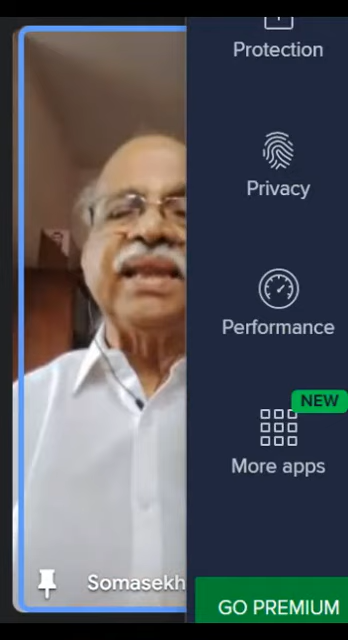 Protection
Privacy
Performance
NEW
More apps
Somasekh
GO PREMIUM